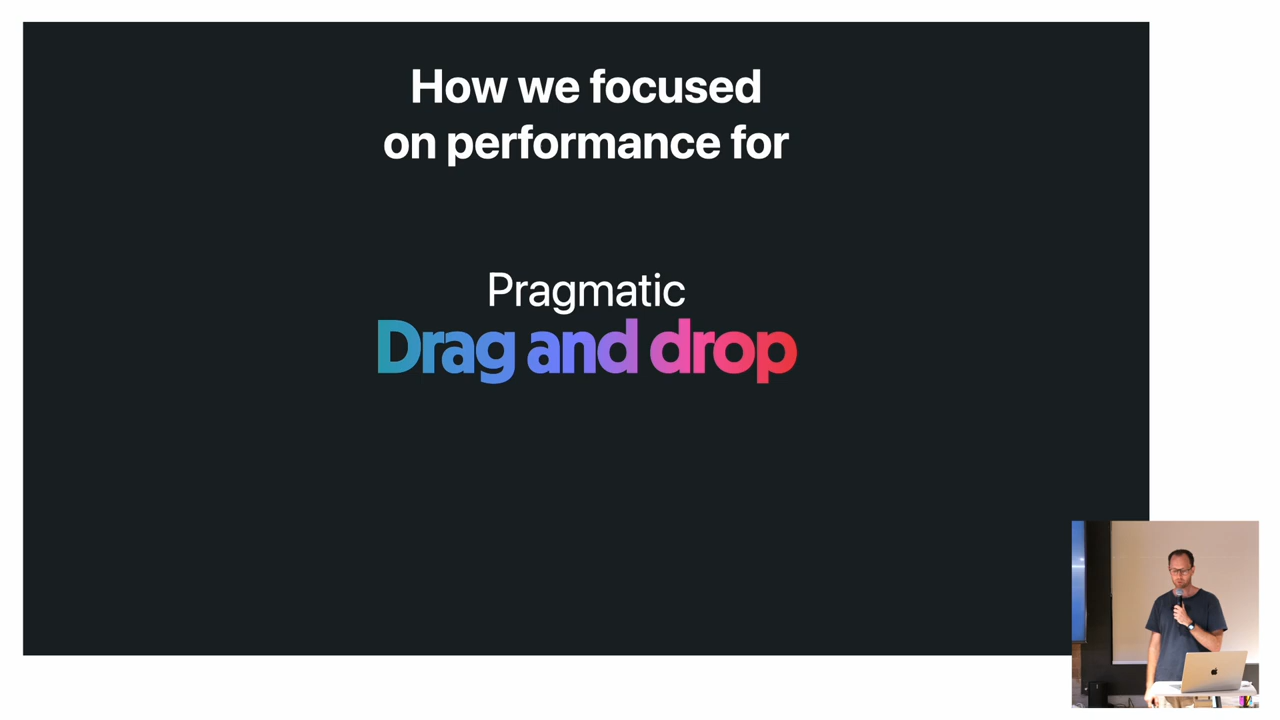 How we focused
on performance for
Pragmatic
Drag and drop